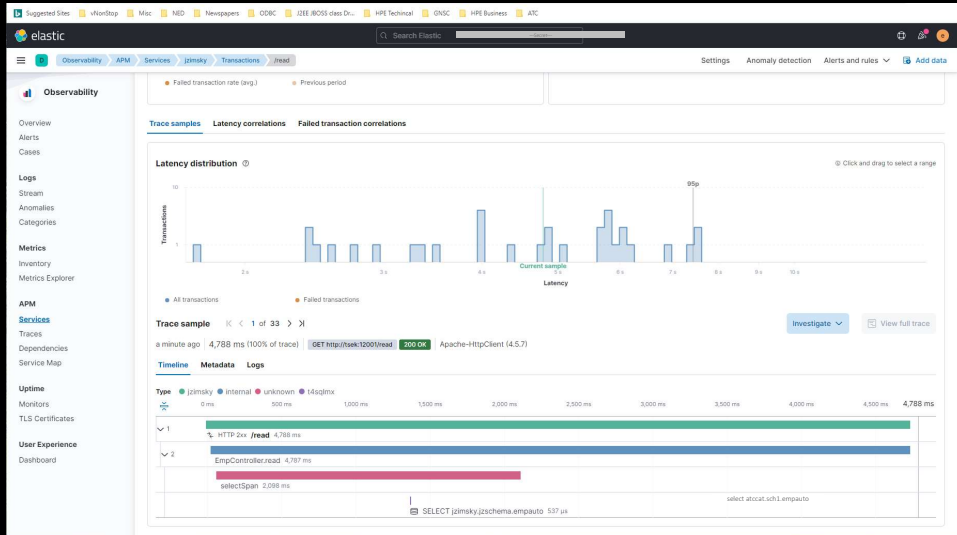 Suggested Sites vNonStop Misc NED Newspapers ODBC J2EE JBOSS class Dr... HPE Techincal GNSC HPE Business ATC
elastic Search Elastic e
D Observability APM Services jzimsky Transactions /read Settings Anomaly detection Alerts and rules Add data
Observability
Failed transaction rate (avg.) Previous period
Overview
Alerts
Cases
Logs
Stream
Anomalies
Categories
Metrics
Inventory
Metrics Explorer
APM
Services
Traces
Dependencies
Service Map
Uptime
Monitors
TLS Certificates
User Experience
Dashboard
Trace samples Latency correlations Failed transaction correlations
Latency distribution Click and drag to select a range
95p
10
Transactions
1
Current sample
2 s 3 s 4 s 5 s 6 s 7 s 8 s 9 s 10 s
Latency
All transactions Failed transactions
Trace sample 1 of 33 Investigate View full trace
a minute ago 4,788 ms (100% of trace) GET http://tsek:12001/read 200 OK Apache-HttpClient (4.5.7)
Timeline Metadata Logs
Type jzimsky internal unknown t4sqlmx
0 ms 500 ms 1,000 ms 1,500 ms 2,000 ms 2,500 ms 3,000 ms 3,500 ms 4,000 ms 4,500 ms 4,788 ms
1
HTTP 2xx /read 4,788 ms
2
EmpController.read 4,787 ms
selectSpan 2,098 ms
select atccat.sch1.empauto
SELECT jzimsky.jzschema.empauto 537 μs